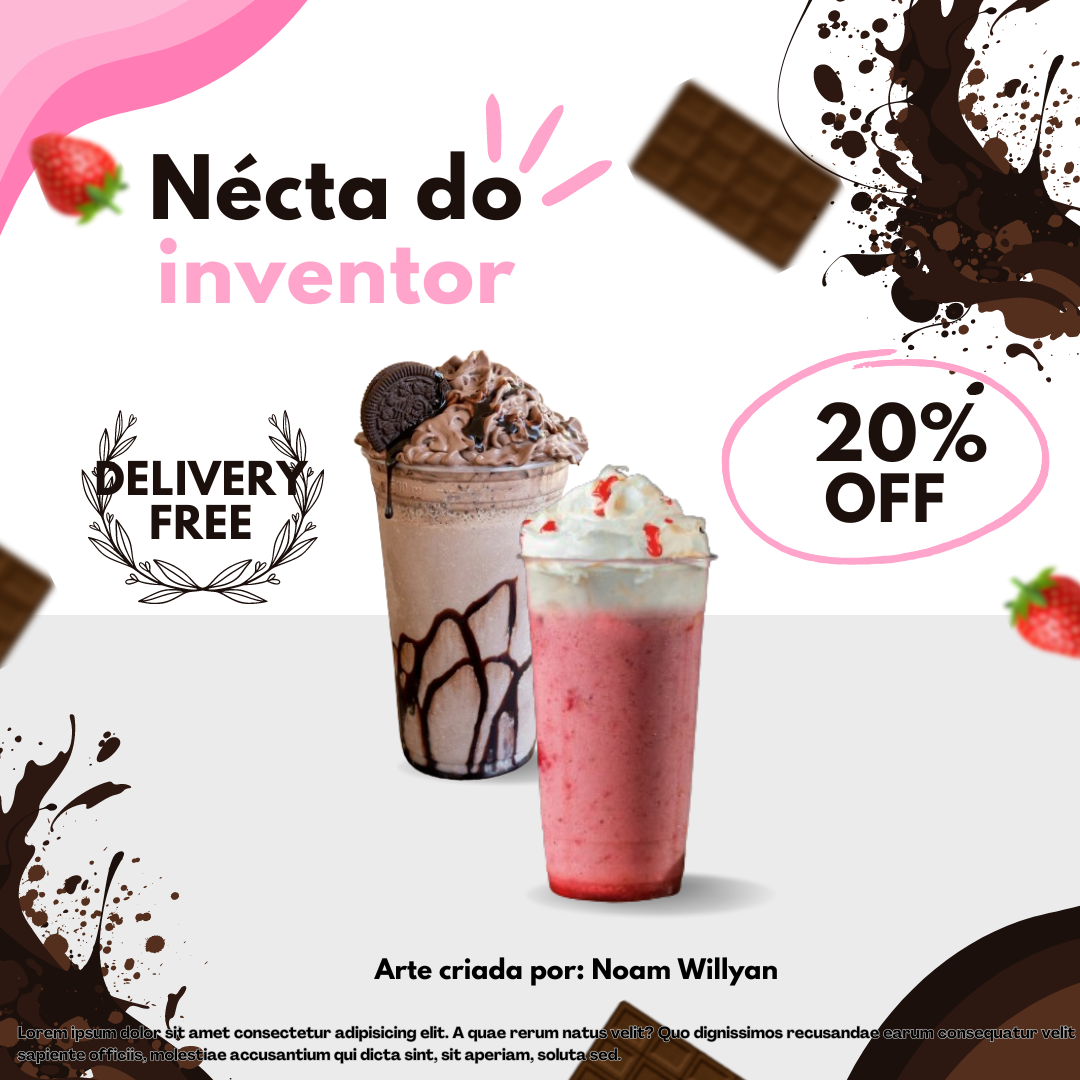 Nécta do
inventor
DELIVERY
FREE
20%
OFF
Arte criada por: Noam Willyan
Lorem ipsum dolor sit amet consectetur adipisicing elit. A quae rerum natus velit? Quo dignissimos recusandae earum consequatur velit
sapiente officiis, molestiae accusantium qui dicta sint, sit aperiam, soluta sed.